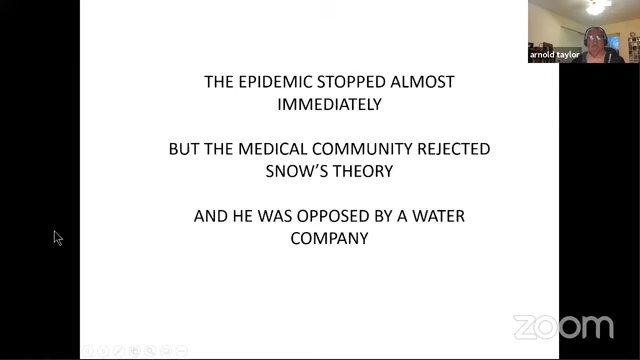 arnold taylor
THE EPIDEMIC STOPPED ALMOST
IMMEDIATELY
BUT THE MEDICAL COMMUNITY REJECTED
SNOW'S THEORY
AND HE WAS OPPOSED BY A WATER
COMPANY
zoom